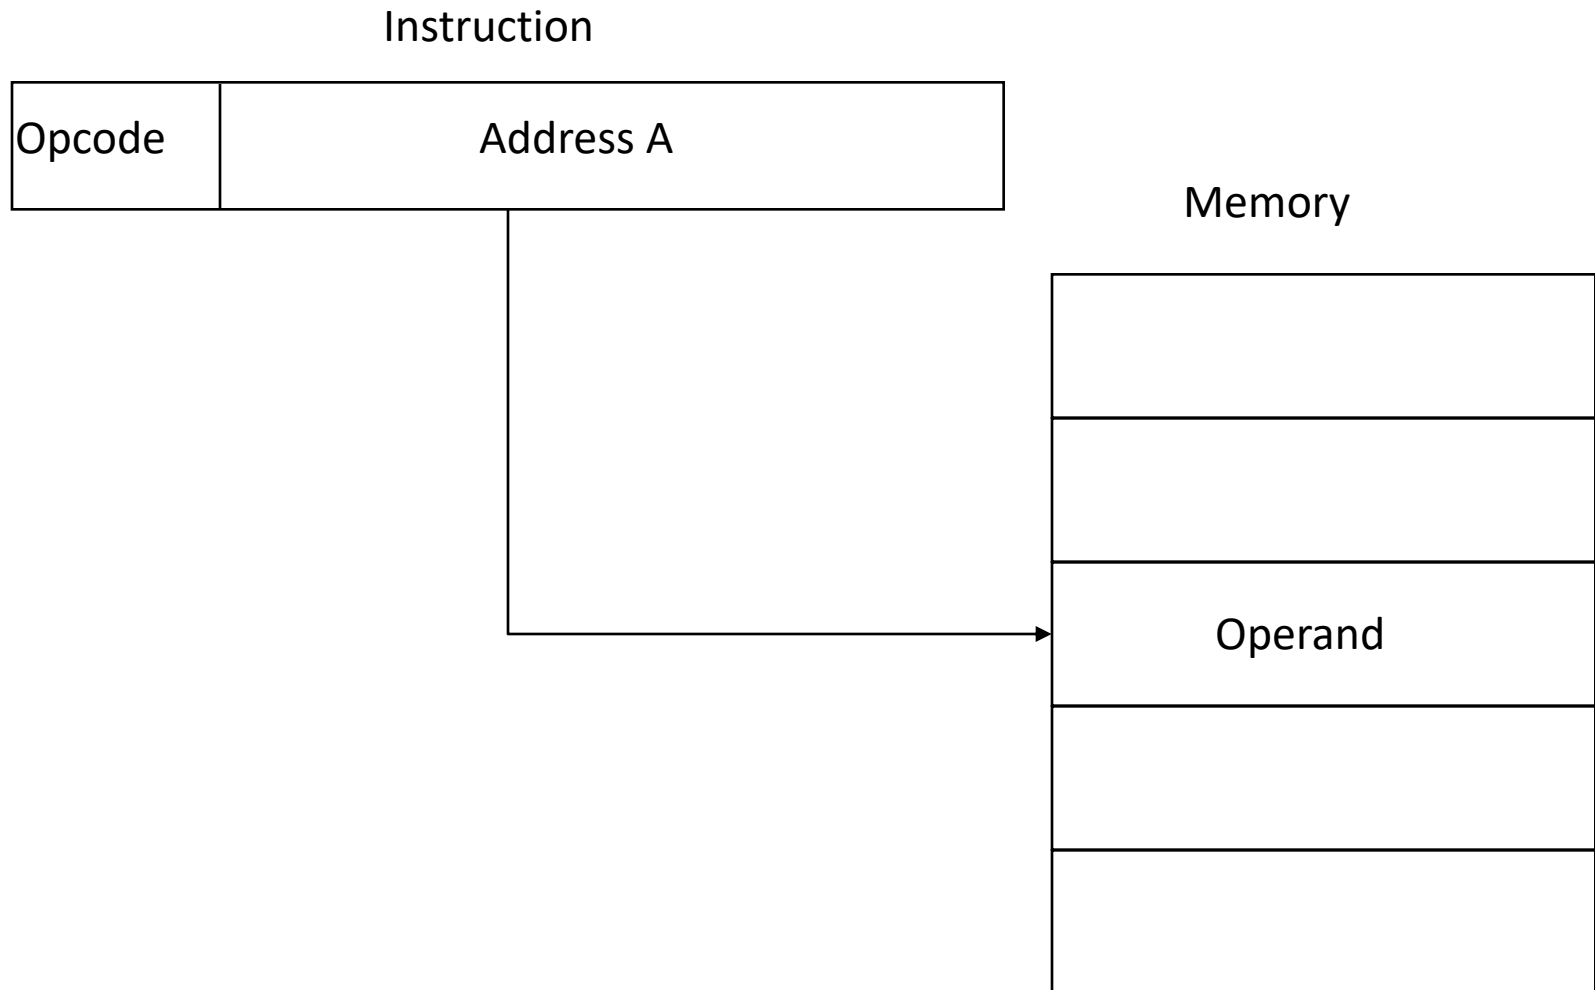 Instruction
Opcode
Address A
Memory
Operand